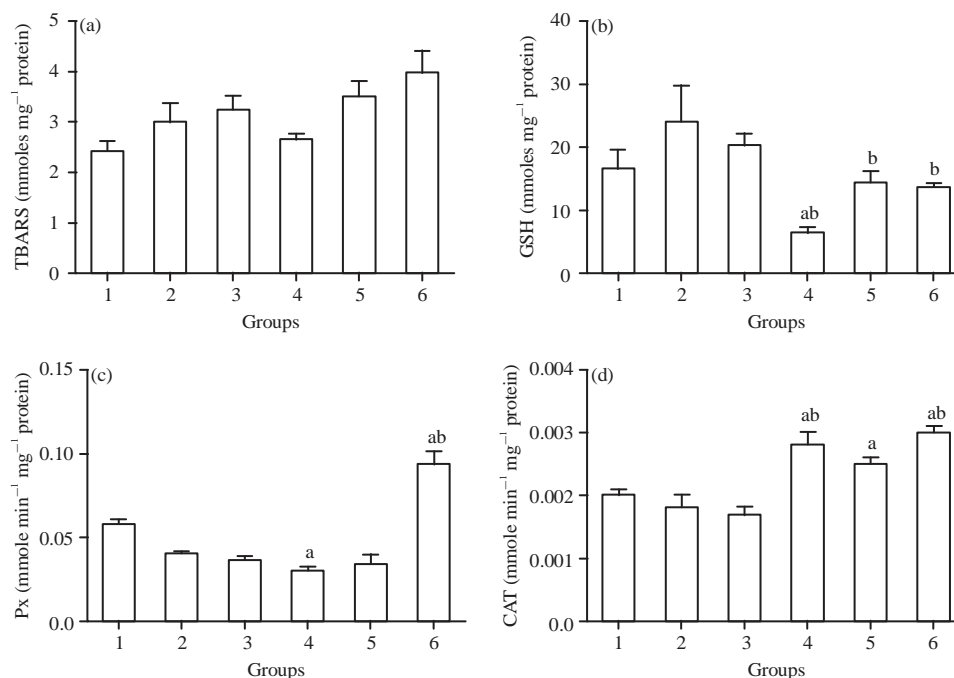 (a)
TBARS (mmoles mg⁻¹ protein)
5
4
3
2
1
0
1 2 3 4 5 6
Groups
(b)
GSH (mmoles mg⁻¹ protein)
40
30
20
10
0
ab
b
b
1 2 3 4 5 6
Groups
(c)
Px (mmole min⁻¹ mg⁻¹ protein)
0.15
0.10
0.05
0.0
a
ab
1 2 3 4 5 6
Groups
(d)
CAT (mmole min⁻¹ mg⁻¹ protein)
0.004
0.003
0.002
0.001
0.0
ab
a
ab
1 2 3 4 5 6
Groups